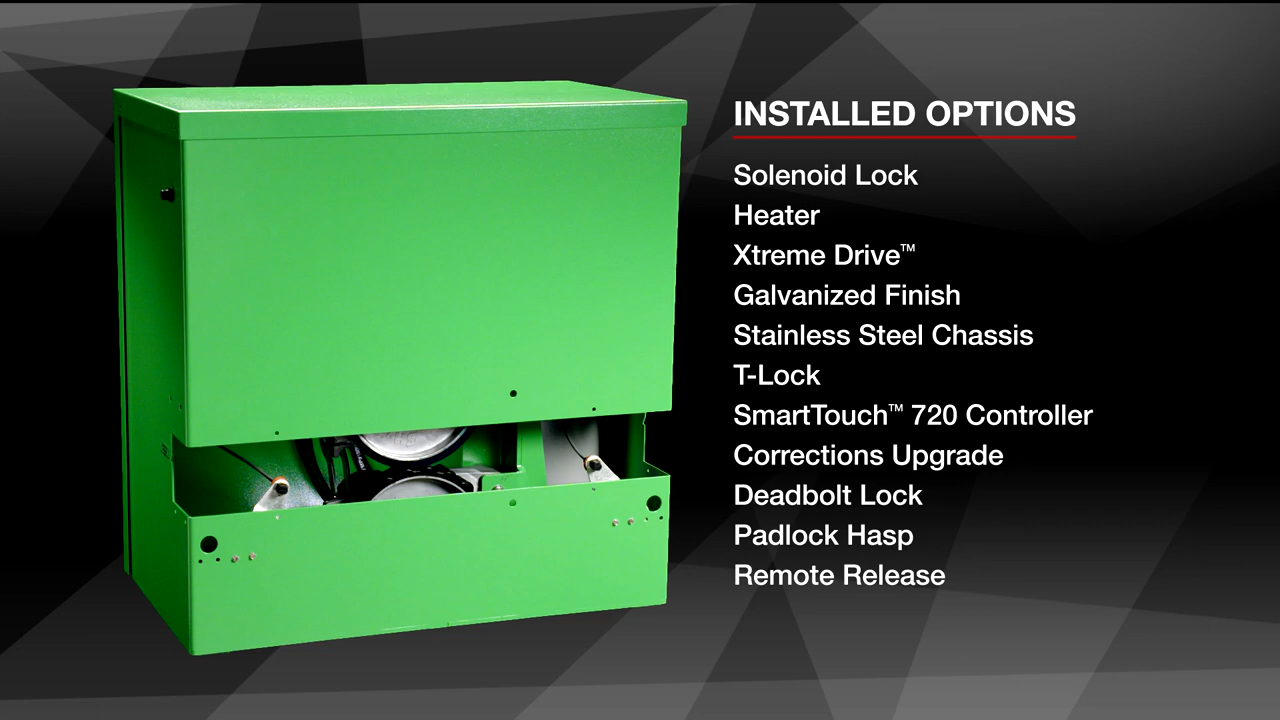 INSTALLED OPTIONS
Solenoid Lock
Heater
Xtreme Drive™
Galvanized Finish
Stainless Steel Chassis
T-Lock
SmartTouch™ 720 Controller
Corrections Upgrade
Deadbolt Lock
Padlock Hasp
Remote Release